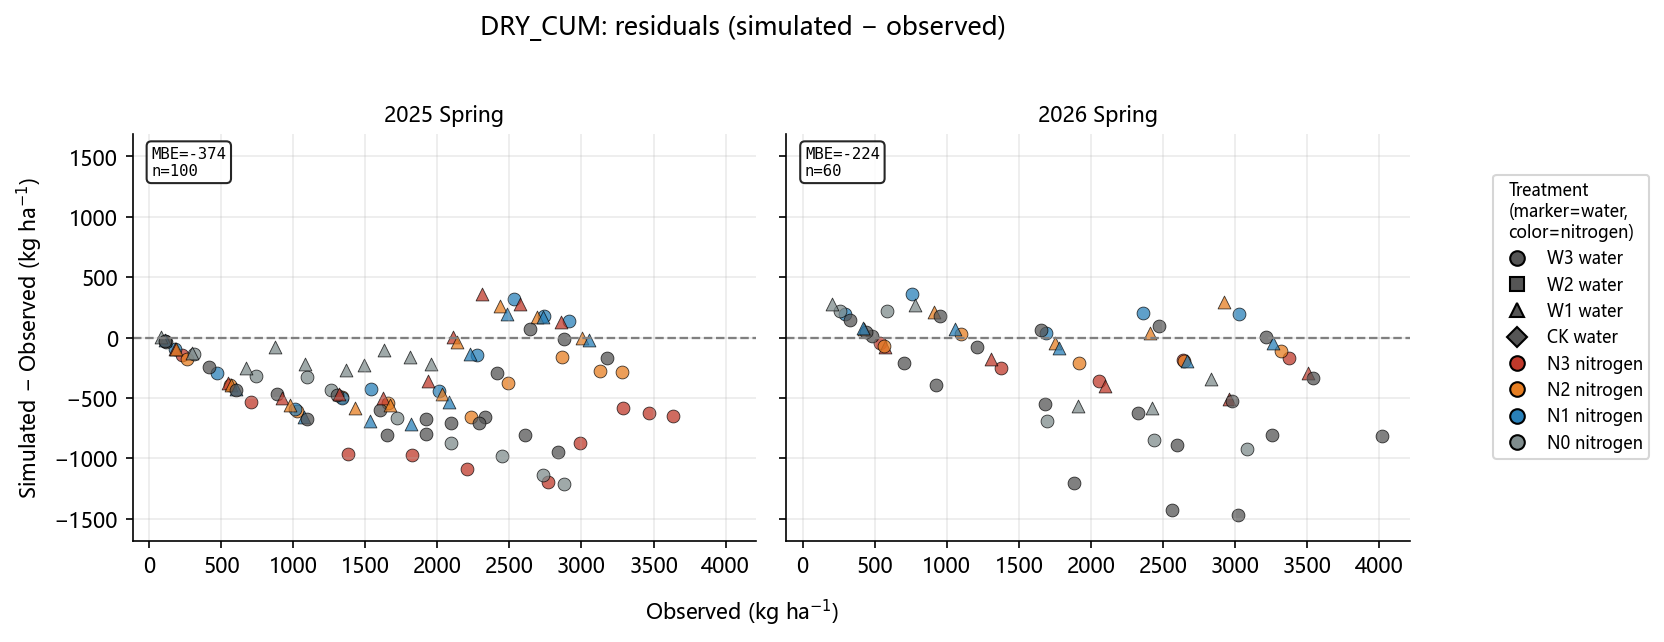 DRY_CUM: residuals (simulated − observed)
2025 Spring
2026 Spring
MBE=-374
n=100
MBE=-224
n=60
Simulated − Observed (kg ha⁻¹)
1500
1000
500
0
−500
−1000
−1500
0 500 1000 1500 2000 2500 3000 3500 4000
0 500 1000 1500 2000 2500 3000 3500 4000
Observed (kg ha⁻¹)
Treatment
(marker=water,
color=nitrogen)
W3 water
W2 water
W1 water
CK water
N3 nitrogen
N2 nitrogen
N1 nitrogen
N0 nitrogen